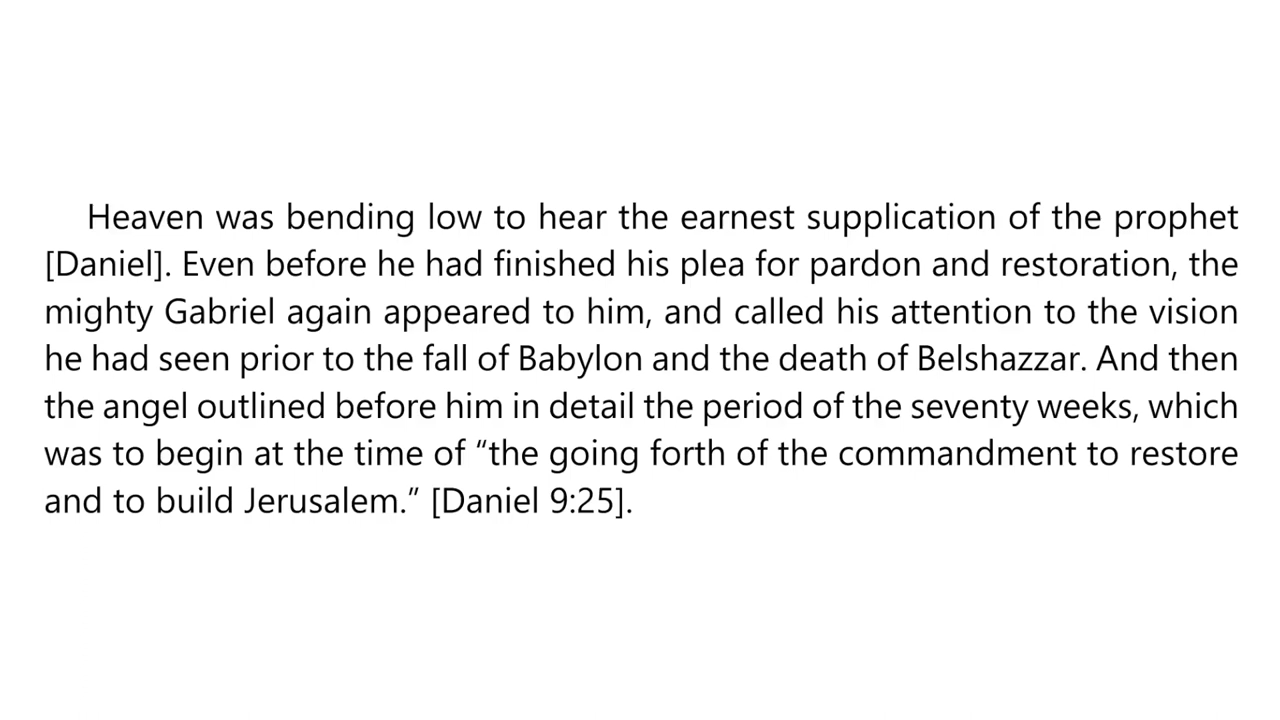 Heaven was bending low to hear the earnest supplication of the prophet
[Daniel]. Even before he had finished his plea for pardon and restoration, the
mighty Gabriel again appeared to him, and called his attention to the vision
he had seen prior to the fall of Babylon and the death of Belshazzar. And then
the angel outlined before him in detail the period of the seventy weeks, which
was to begin at the time of “the going forth of the commandment to restore
and to build Jerusalem.” [Daniel 9:25].